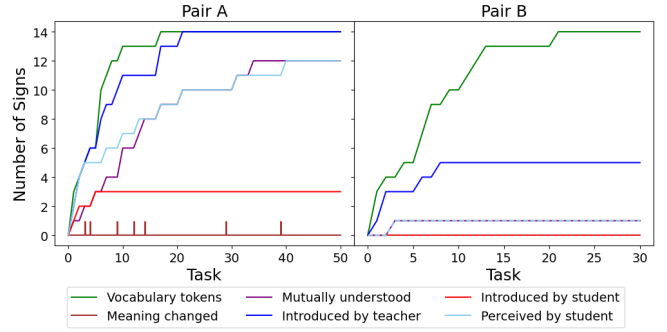 Pair A
Pair B
Number of Signs
14
12
10
8
6
4
2
0
0 10 20 30 40 50
0 5 10 15 20 25 30
Task
Task
Vocabulary tokens
Mutually understood
Introduced by student
Meaning changed
Introduced by teacher
Perceived by student